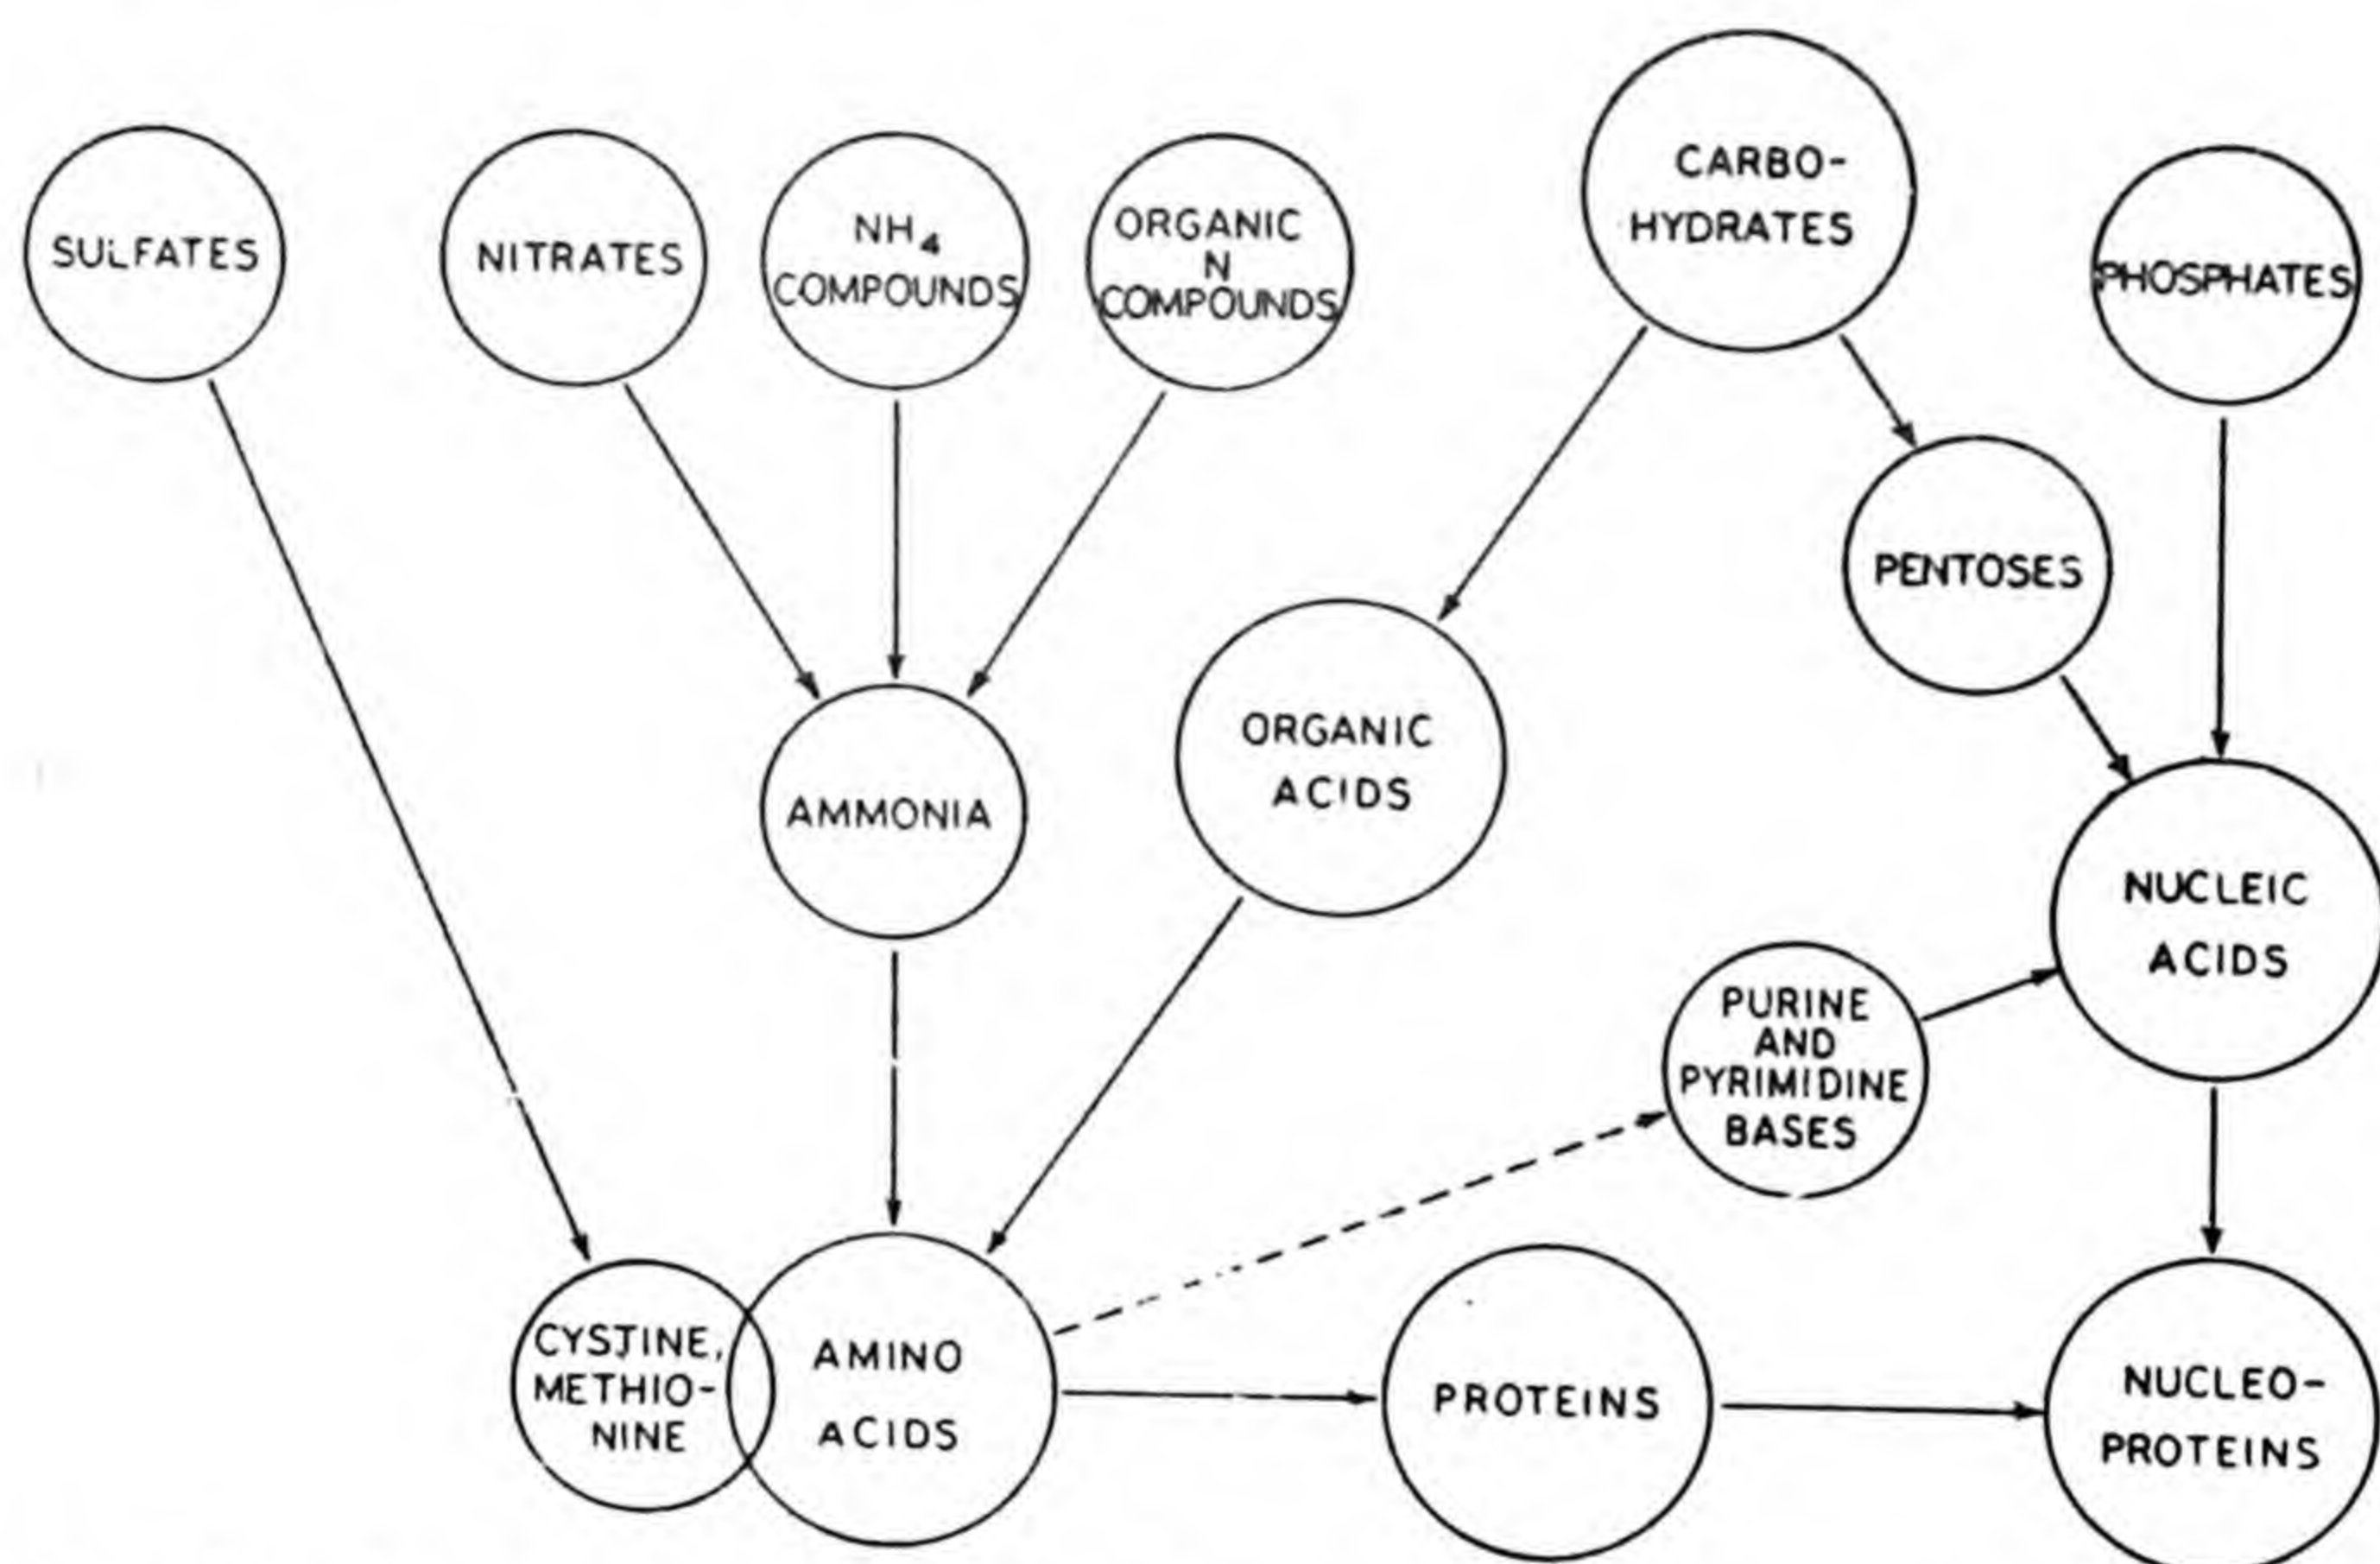 SULFATES
NITRATES
NH4
COMPOUNDS
ORGANIC
N
COMPOUNDS
CARBO-
HYDRATES
PHOSPHATES
PENTOSES
AMMONIA
ORGANIC
ACIDS
NUCLEIC
ACIDS
PURINE
AND
PYRIMIDINE
BASES
CYSTINE,
METHIO-
NINE
AMINO
ACIDS
PROTEINS
NUCLEO-
PROTEINS